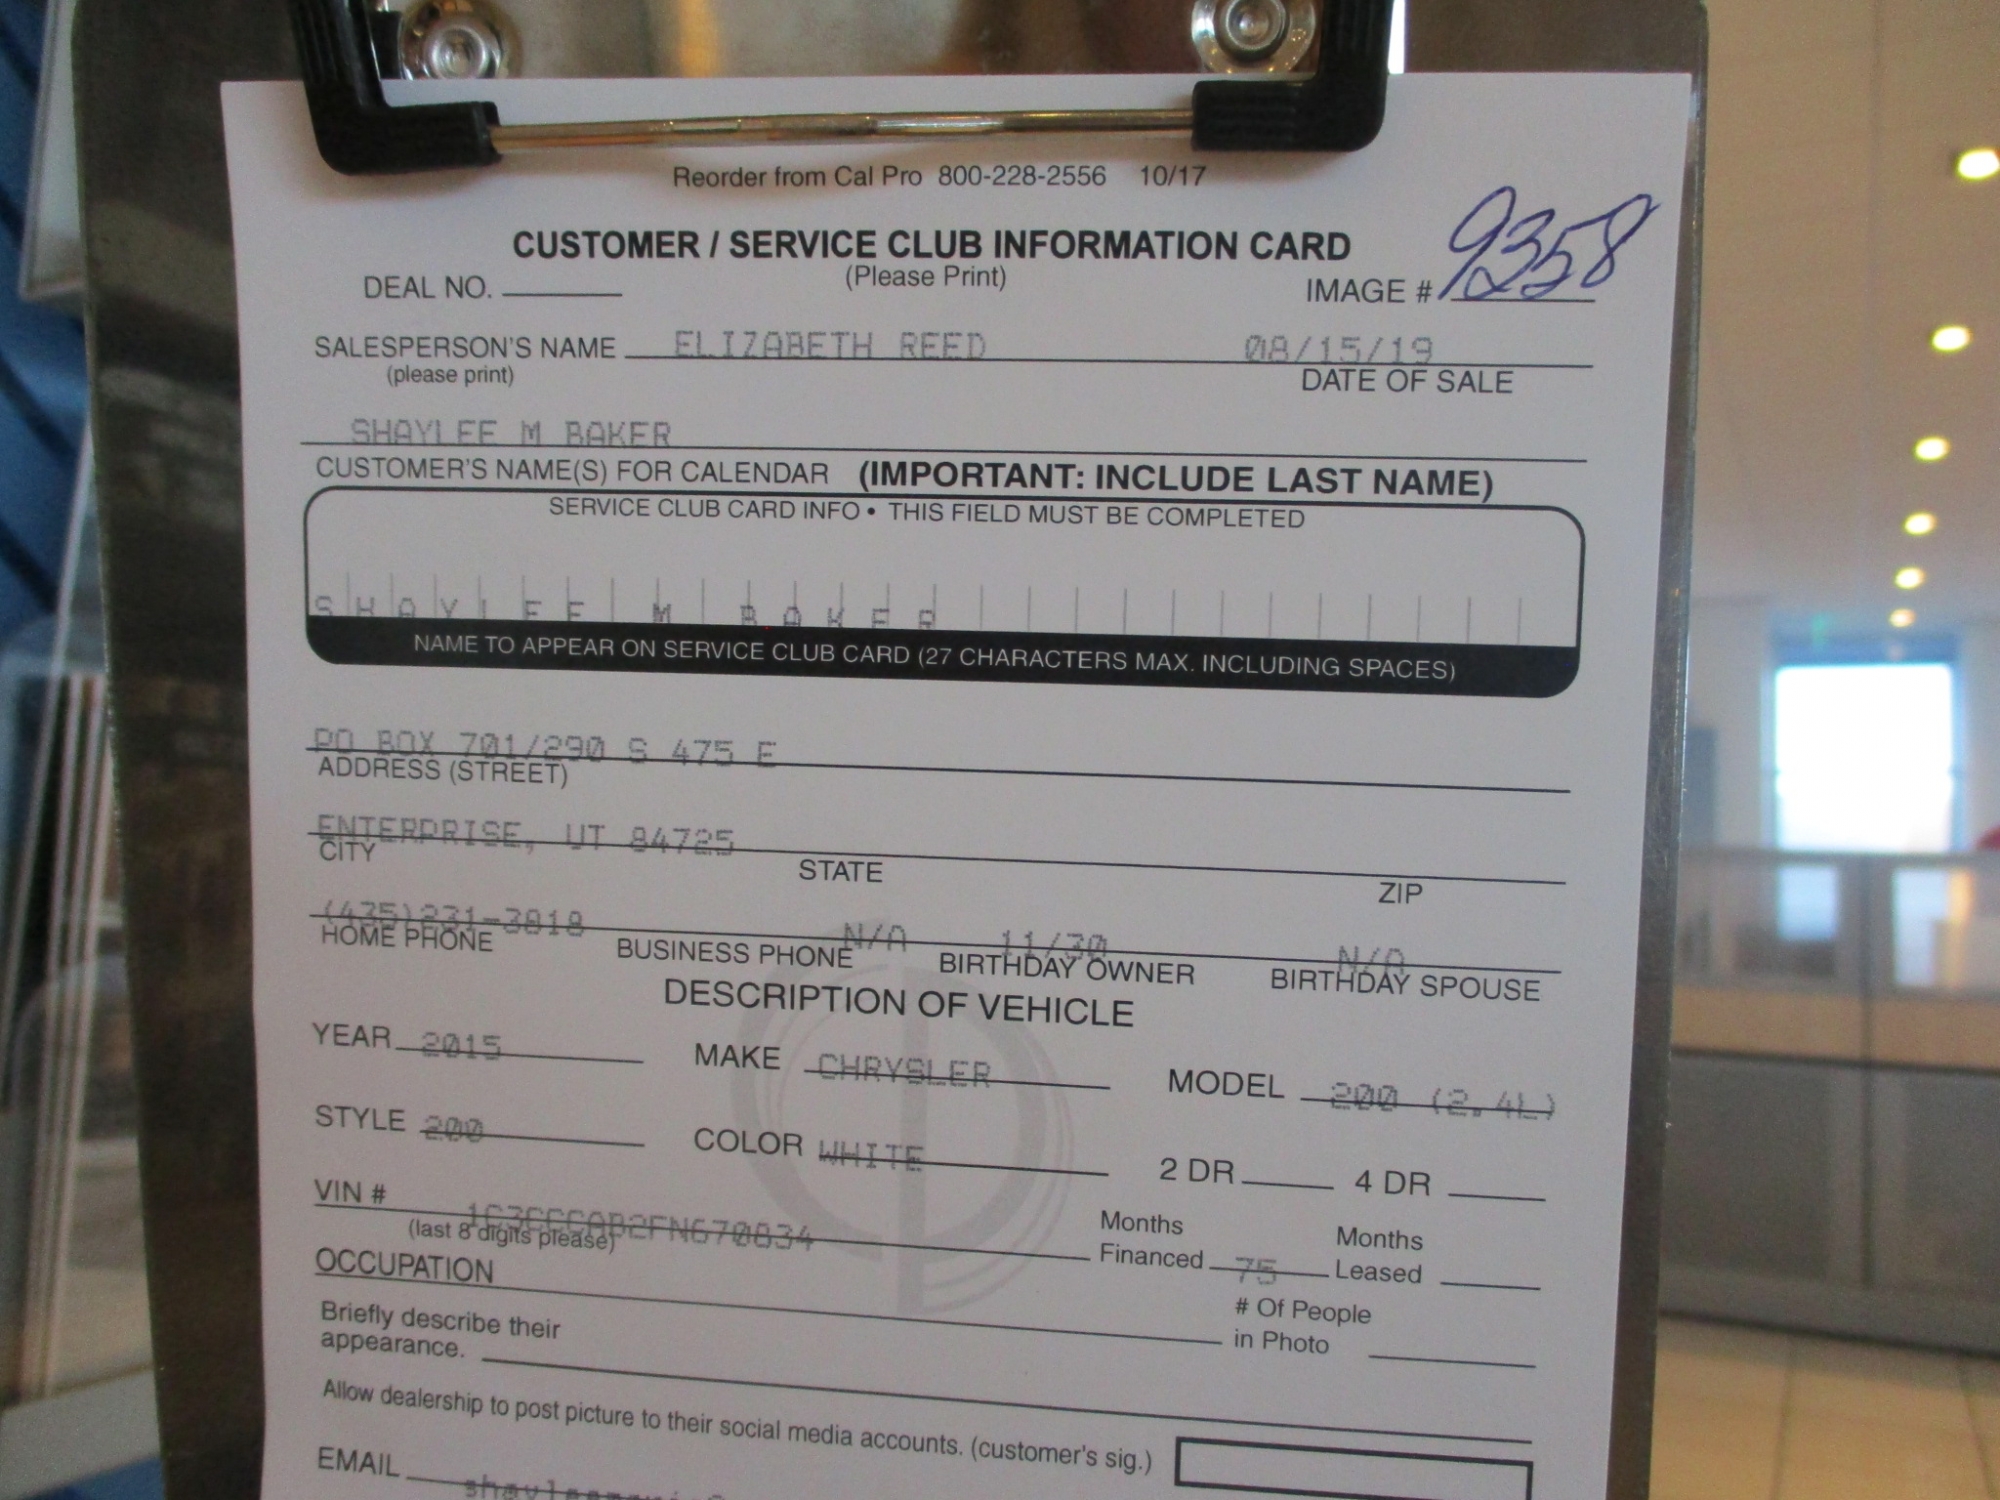 Reorder from Cal Pro 800-228-2556 10/17
CUSTOMER / SERVICE CLUB INFORMATION CARD
(Please Print)
DEAL NO. IMAGE # 9358
SALESPERSON'S NAME ELIZABETH REED 08/15/19
(please print) DATE OF SALE
SHAYLEE M BAKER
CUSTOMER'S NAME(S) FOR CALENDAR (IMPORTANT: INCLUDE LAST NAME)
SERVICE CLUB CARD INFO • THIS FIELD MUST BE COMPLETED
SHAYLEE M BAKER
NAME TO APPEAR ON SERVICE CLUB CARD (27 CHARACTERS MAX. INCLUDING SPACES)
PO BOX 701/290 S 475 E
ADDRESS (STREET)
ENTERPRISE, UT 84725
CITY STATE ZIP
(435)231-3818 N/A 11/30 N/A
HOME PHONE BUSINESS PHONE BIRTHDAY OWNER BIRTHDAY SPOUSE
DESCRIPTION OF VEHICLE
YEAR 2015 MAKE CHRYSLER MODEL 200 (2.4L)
STYLE 200 COLOR WHITE 2 DR 4 DR
VIN # 1C3CCCAB2FN670834
(last 8 digits please)
Months Financed 75 Months Leased
OCCUPATION
# Of People in Photo
Briefly describe their
appearance.
Allow dealership to post picture to their social media accounts. (customer's sig.)
EMAIL